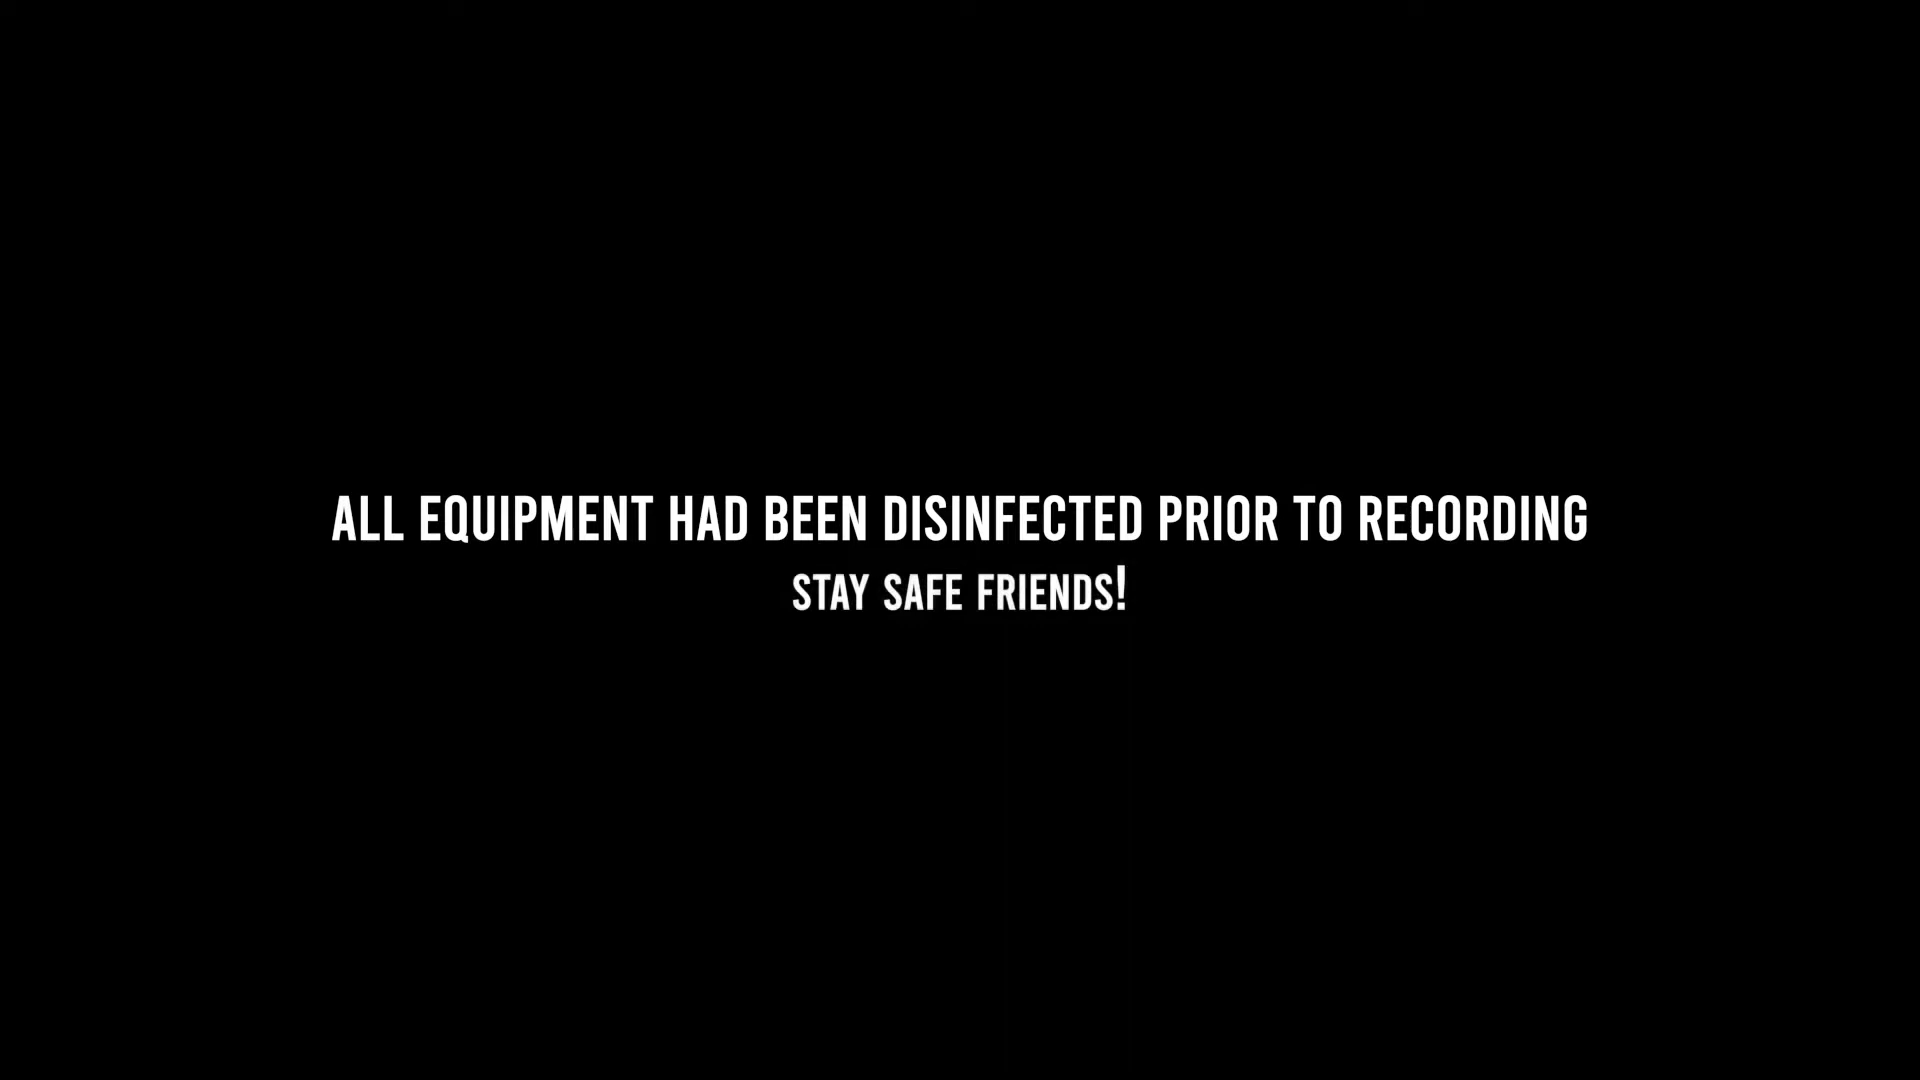 ALL EQUIPMENT HAD BEEN DISINFECTED PRIOR TO RECORDING
STAY SAFE FRIENDS!